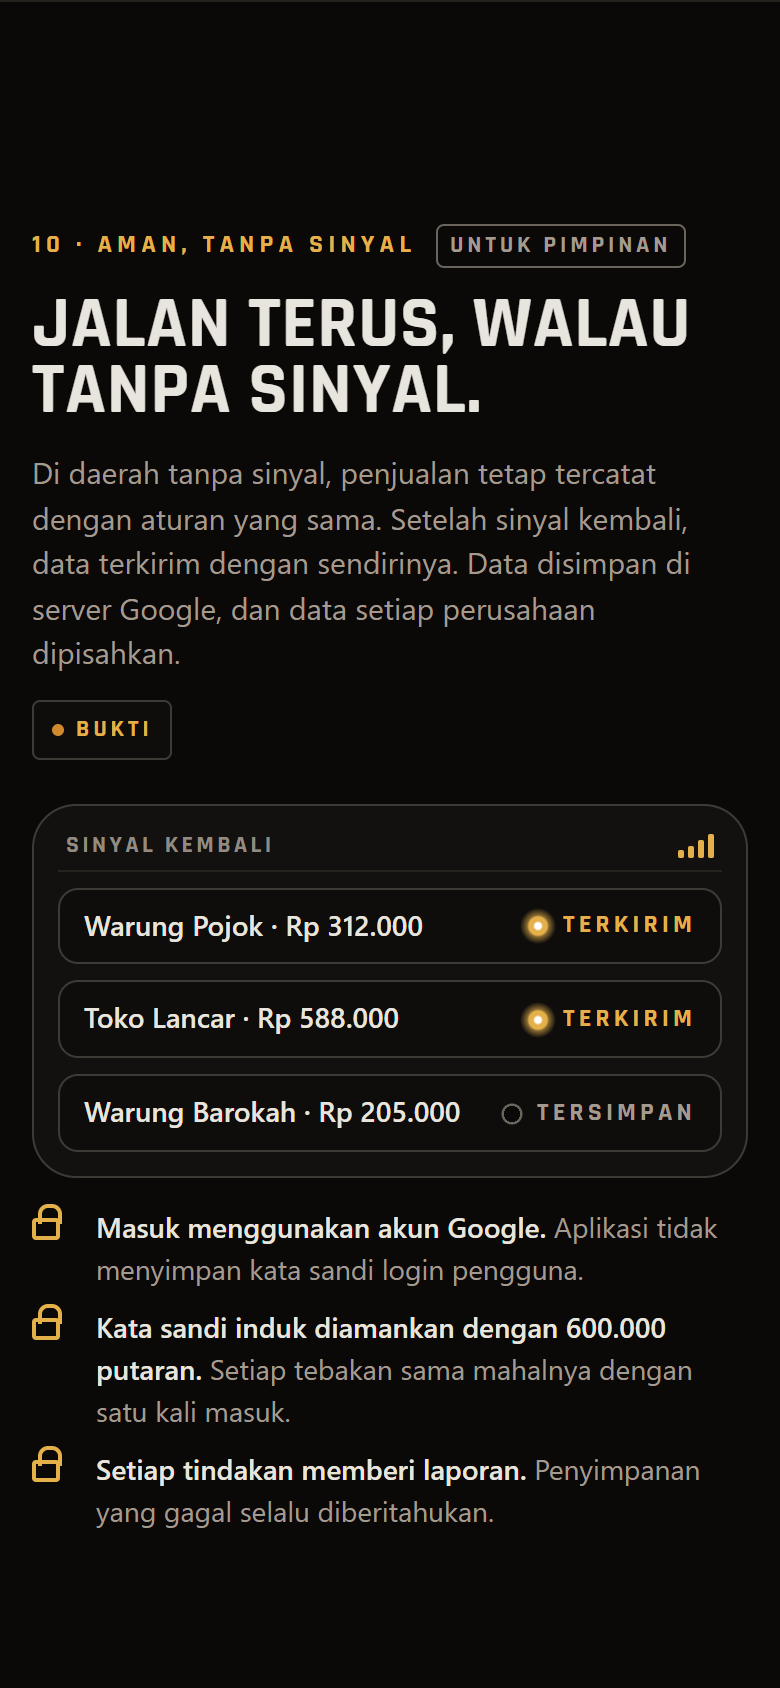 10 · AMAN, TANPA SINYAL UNTUK PIMPINAN
JALAN TERUS, WALAU
TANPA SINYAL.
Di daerah tanpa sinyal, penjualan tetap tercatat
dengan aturan yang sama. Setelah sinyal kembali,
data terkirim dengan sendirinya. Data disimpan di
server Google, dan data setiap perusahaan
dipisahkan.
BUKTI
SINYAL KEMBALI
Warung Pojok · Rp 312.000 TERKIRIM
Toko Lancar · Rp 588.000 TERKIRIM
Warung Barokah · Rp 205.000 TERSIMPAN
Masuk menggunakan akun Google. Aplikasi tidak
menyimpan kata sandi login pengguna.
Kata sandi induk diamankan dengan 600.000
putaran. Setiap tebakan sama mahalnya dengan
satu kali masuk.
Setiap tindakan memberi laporan. Penyimpanan
yang gagal selalu diberitahukan.